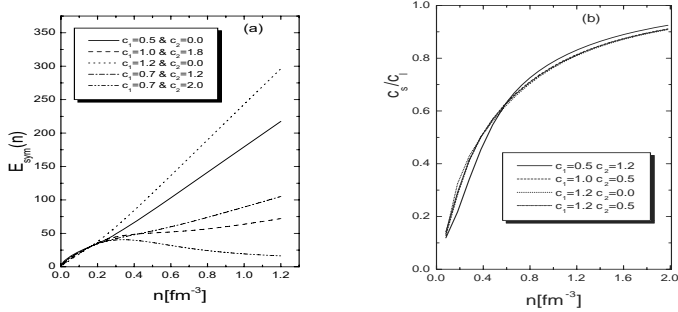 (a)
c₁=0.5 & c₂=0.0
c₁=1.0 & c₂=1.8
c₁=1.2 & c₂=0.0
c₁=0.7 & c₂=1.2
c₁=0.7 & c₂=2.0
350
300
250
200
150
100
50
0
E_sym(n)
0.0 0.2 0.4 0.6 0.8 1.0 1.2
n[fm⁻³]
(b)
1.0
0.8
0.6
0.4
0.2
0.0
c_s/c_l
c₁=0.5 c₂=1.2
c₁=1.0 c₂=0.5
c₁=1.2 c₂=0.0
c₁=1.2 c₂=0.5
0.0 0.4 0.8 1.2 1.6 2.0
n[fm⁻³]